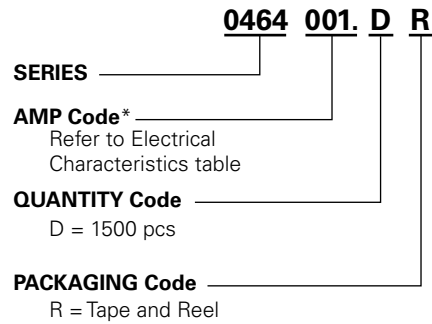 0464 001. D R
SERIES
AMP Code*
Refer to Electrical
Characteristics table
QUANTITY Code
D = 1500 pcs
PACKAGING Code
R = Tape and Reel